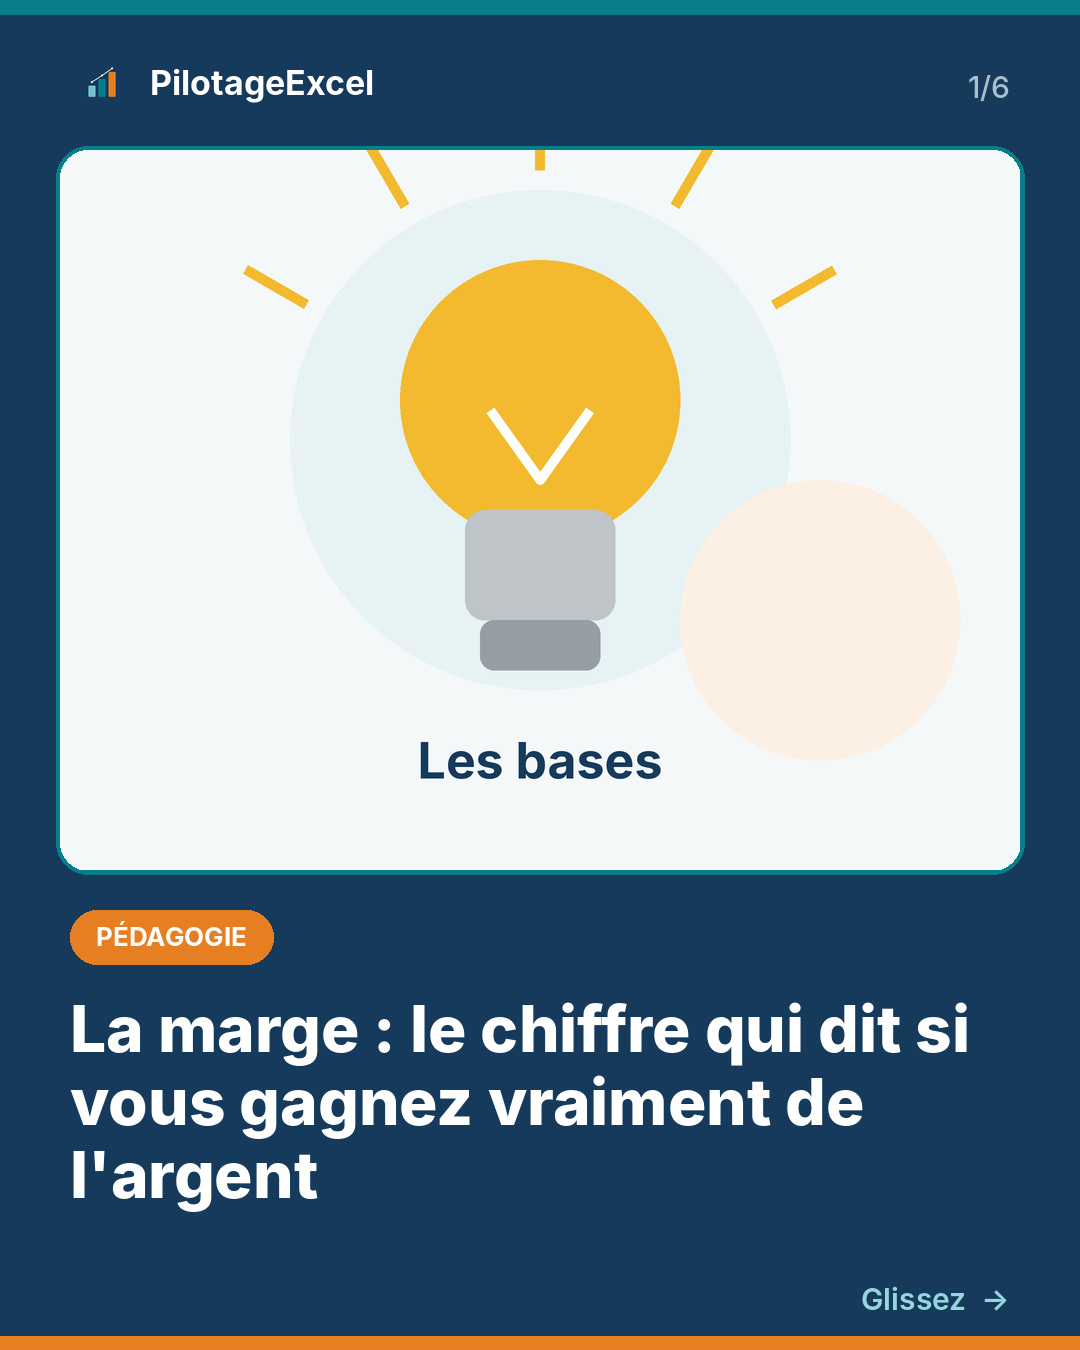 PilotageExcel
1/6
Les bases
PÉDAGOGIE
La marge : le chiffre qui dit si
vous gagnez vraiment de
l'argent
Glissez →